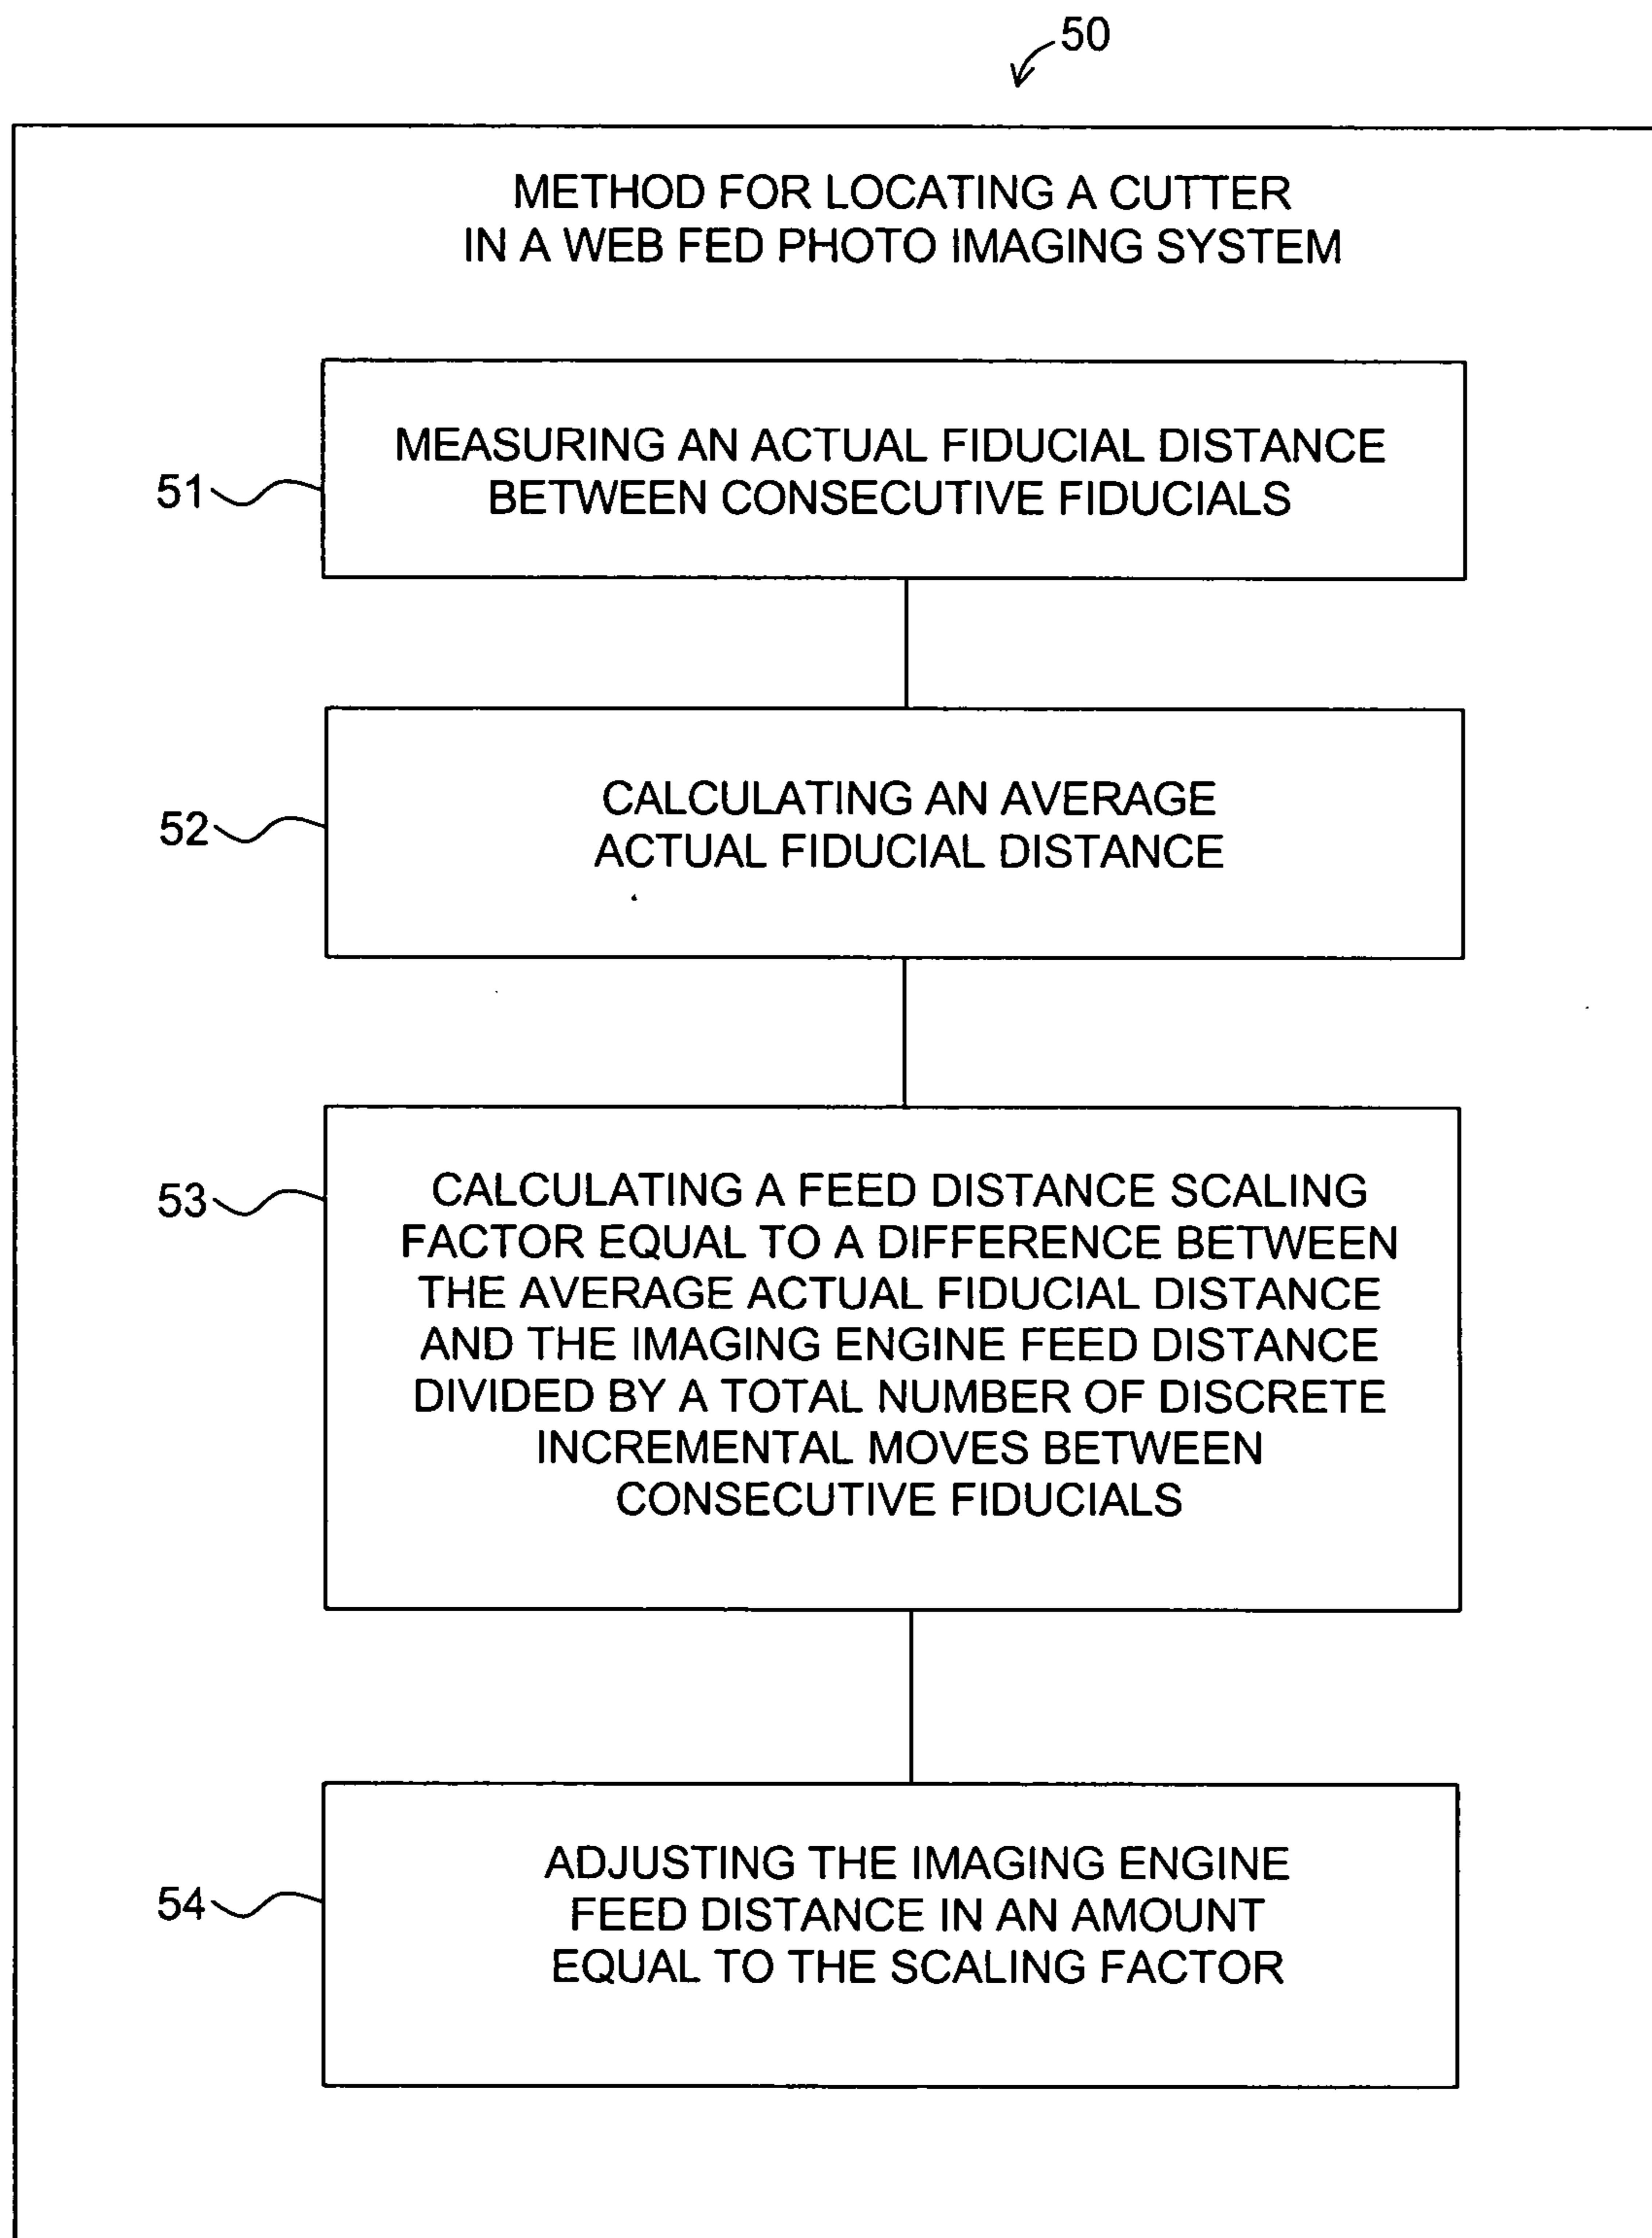 50
METHOD FOR LOCATING A CUTTER
IN A WEB FED PHOTO IMAGING SYSTEM
MEASURING AN ACTUAL FIDUCIAL DISTANCE
BETWEEN CONSECUTIVE FIDUCIALS
51
CALCULATING AN AVERAGE
ACTUAL FIDUCIAL DISTANCE
52
CALCULATING A FEED DISTANCE SCALING
FACTOR EQUAL TO A DIFFERENCE BETWEEN
THE AVERAGE ACTUAL FIDUCIAL DISTANCE
AND THE IMAGING ENGINE FEED DISTANCE
DIVIDED BY A TOTAL NUMBER OF DISCRETE
INCREMENTAL MOVES BETWEEN
CONSECUTIVE FIDUCIALS
53
ADJUSTING THE IMAGING ENGINE
FEED DISTANCE IN AN AMOUNT
EQUAL TO THE SCALING FACTOR
54